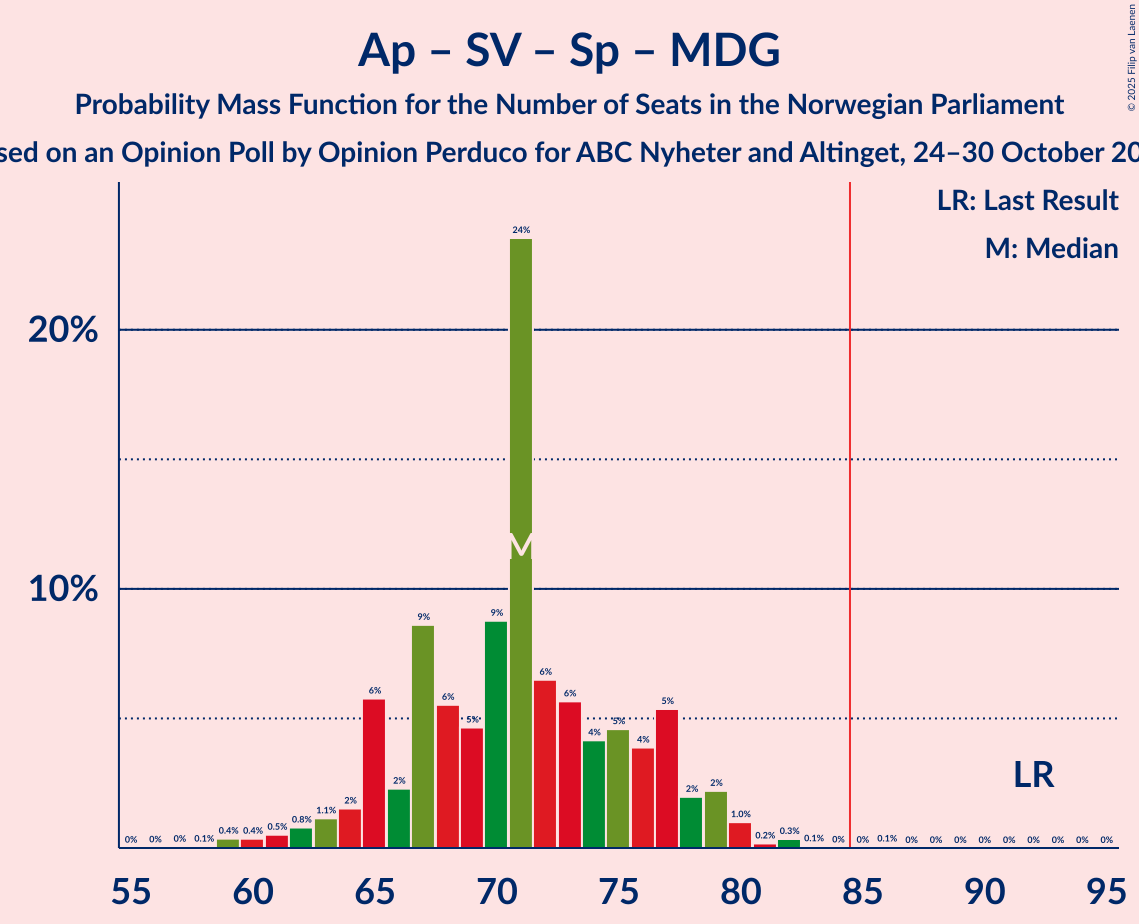 Ap – SV – Sp – MDG
Probability Mass Function for the Number of Seats in the Norwegian Parliament
sed on an Opinion Poll by Opinion Perduco for ABC Nyheter and Altinget, 24–30 October 20
© 2025 Filip van Laenen
LR: Last Result
M: Median
20%
10%
0% 0% 0% 0.1% 0.4% 0.4% 0.5% 0.8% 1.1% 2% 6% 2% 9% 6% 5% 9% 24% 6% 6% 4% 5% 4% 5% 2% 2% 1.0% 0.2% 0.3% 0.1% 0% 0% 0.1% 0% 0% 0% 0% 0% 0% 0% 0% 0%
M
LR
55 60 65 70 75 80 85 90 95